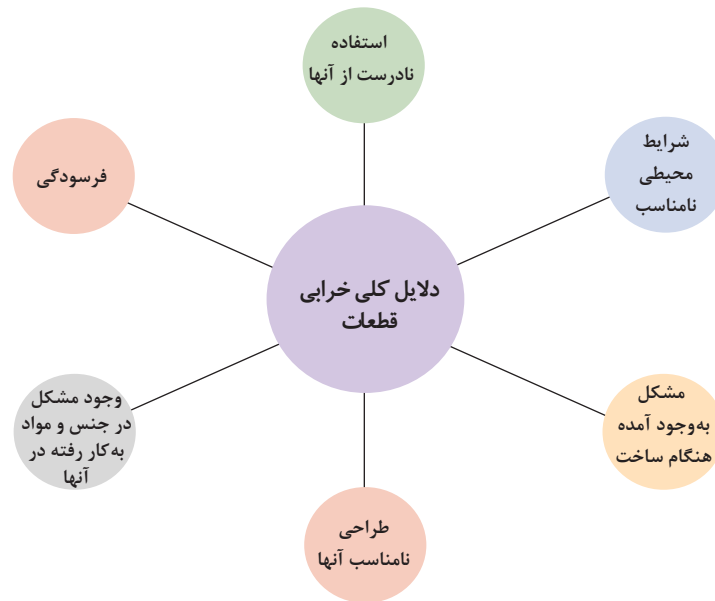 استفاده
نادرست از آنها
شرایط
محیطی
نامناسب
فرسودگی
دلایل کلی خرابی
قطعات
مشکل
به‌وجود آمده
هنگام ساخت
وجود مشکل
در جنس و مواد
به‌کار رفته در
آنها
طراحی
نامناسب آنها